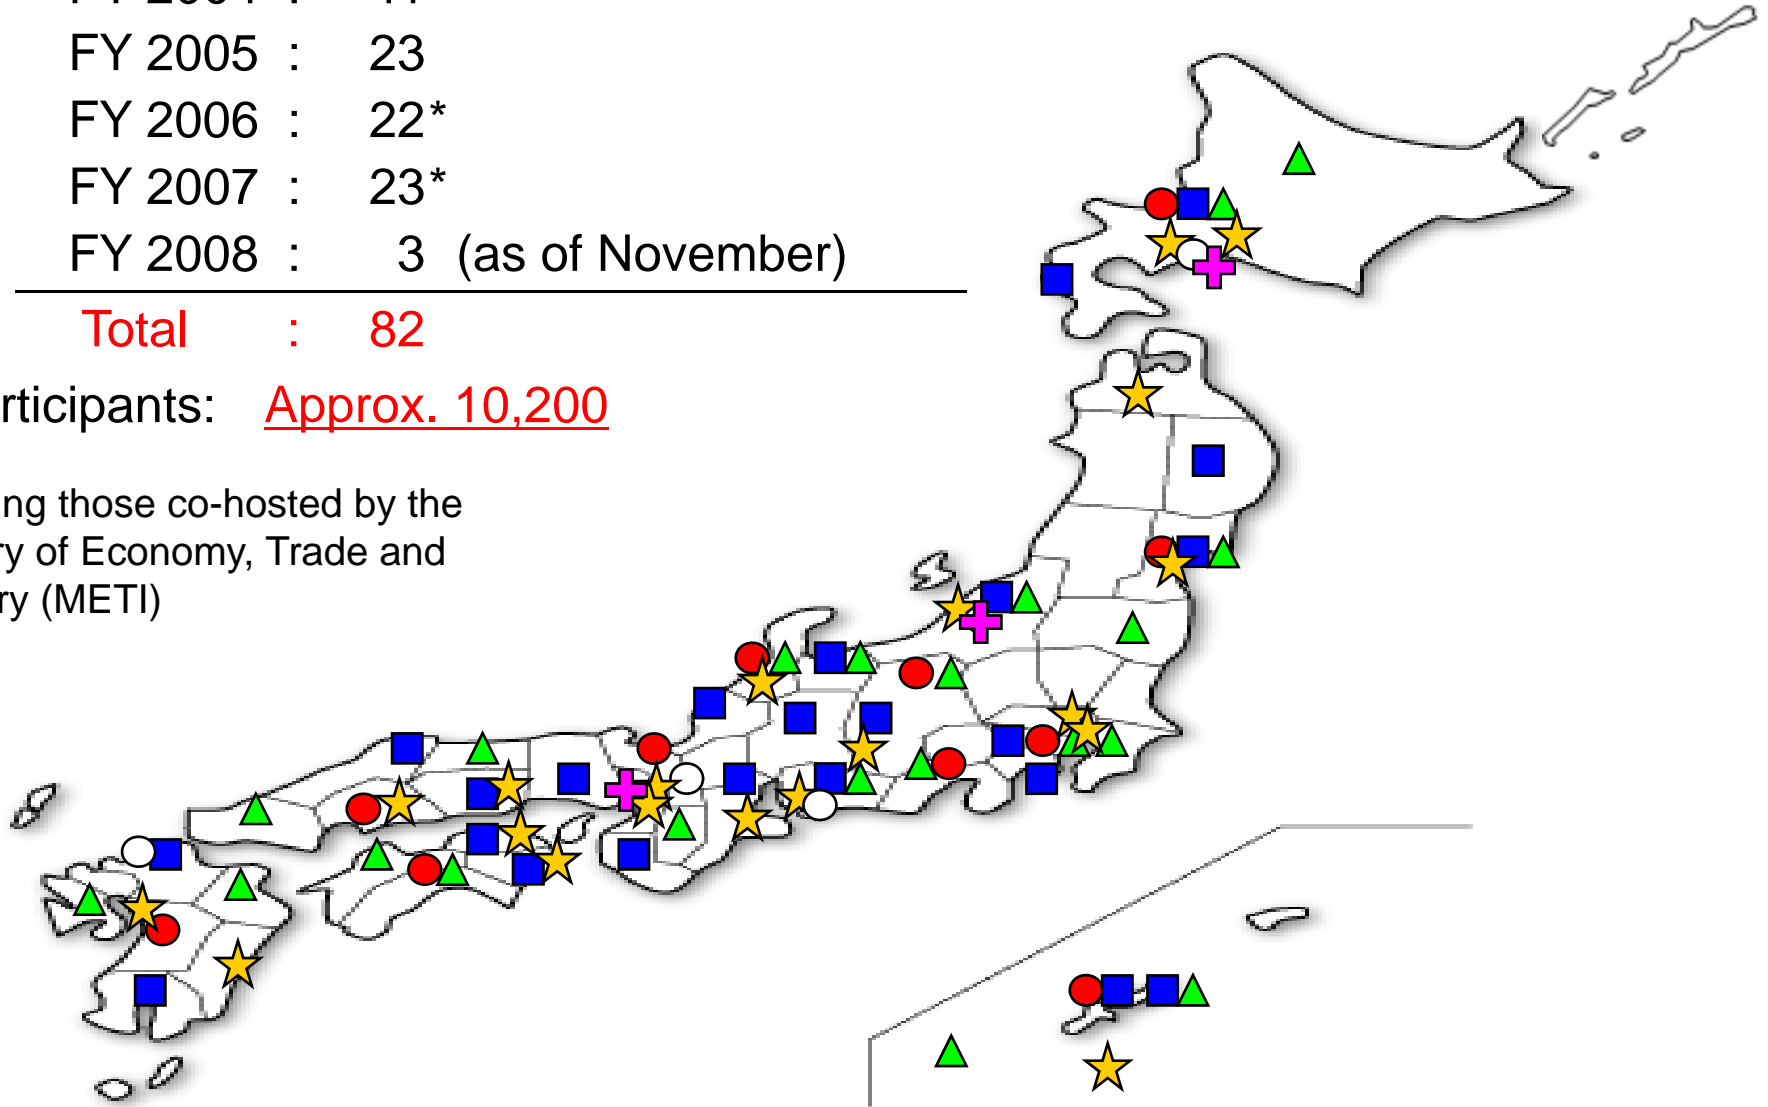 FY 2005 : 23
FY 2006 : 22*
FY 2007 : 23*
FY 2008 : 3 (as of November)
Total : 82
rticipants: Approx. 10,200
ng those co-hosted by the
ry of Economy, Trade and
ry (METI)